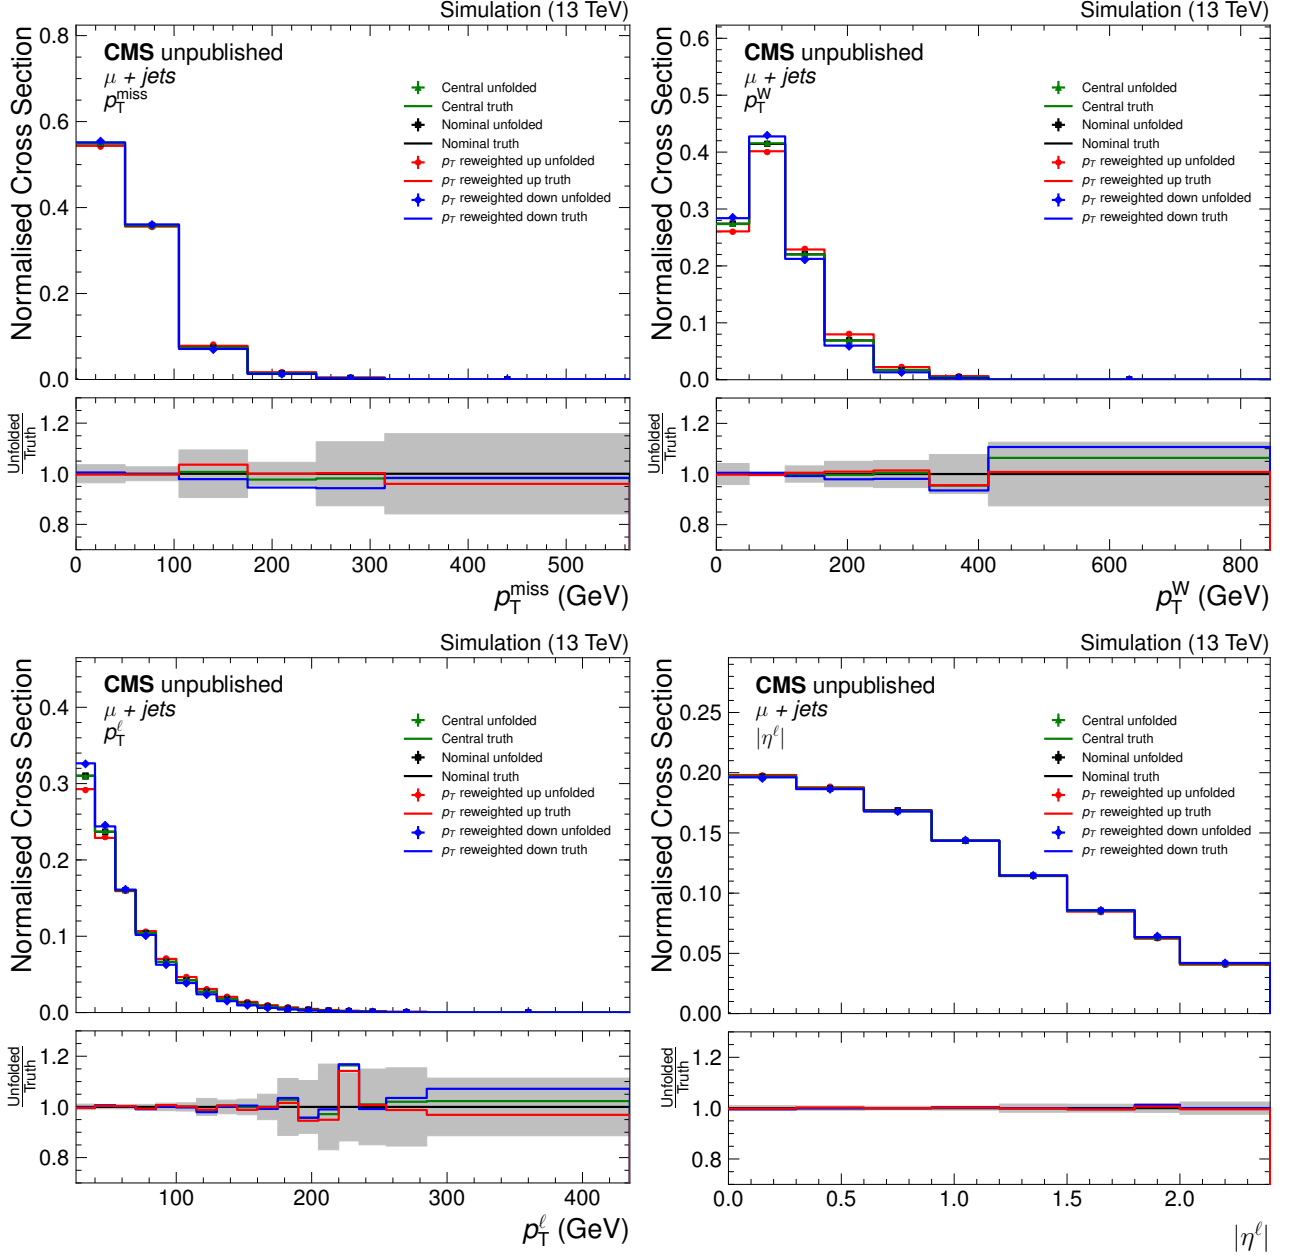 Simulation (13 TeV)
CMS unpublished
μ + jets
p_T^miss
Central unfolded
Central truth
Nominal unfolded
Nominal truth
p_T reweighted up unfolded
p_T reweighted up truth
p_T reweighted down unfolded
p_T reweighted down truth
Normalised Cross Section
0.8
0.6
0.4
0.2
0.0
Unfolded
Truth
1.2
1.0
0.8
0 100 200 300 400 500
p_T^miss (GeV)
Simulation (13 TeV)
CMS unpublished
μ + jets
p_T^W
Central unfolded
Central truth
Nominal unfolded
Nominal truth
p_T reweighted up unfolded
p_T reweighted up truth
p_T reweighted down unfolded
p_T reweighted down truth
Normalised Cross Section
0.6
0.5
0.4
0.3
0.2
0.1
0.0
Unfolded
Truth
1.2
1.0
0.8
0 200 400 600 800
p_T^W (GeV)
Simulation (13 TeV)
CMS unpublished
μ + jets
p_T^ℓ
Central unfolded
Central truth
Nominal unfolded
Nominal truth
p_T reweighted up unfolded
p_T reweighted up truth
p_T reweighted down unfolded
p_T reweighted down truth
Normalised Cross Section
0.4
0.3
0.2
0.1
0.0
Unfolded
Truth
1.2
1.0
0.8
100 200 300 400
p_T^ℓ (GeV)
Simulation (13 TeV)
CMS unpublished
μ + jets
|η^ℓ|
Central unfolded
Central truth
Nominal unfolded
Nominal truth
p_T reweighted up unfolded
p_T reweighted up truth
p_T reweighted down unfolded
p_T reweighted down truth
Normalised Cross Section
0.25
0.20
0.15
0.10
0.05
0.00
Unfolded
Truth
1.2
1.0
0.8
0.0 0.5 1.0 1.5 2.0
|η^ℓ|